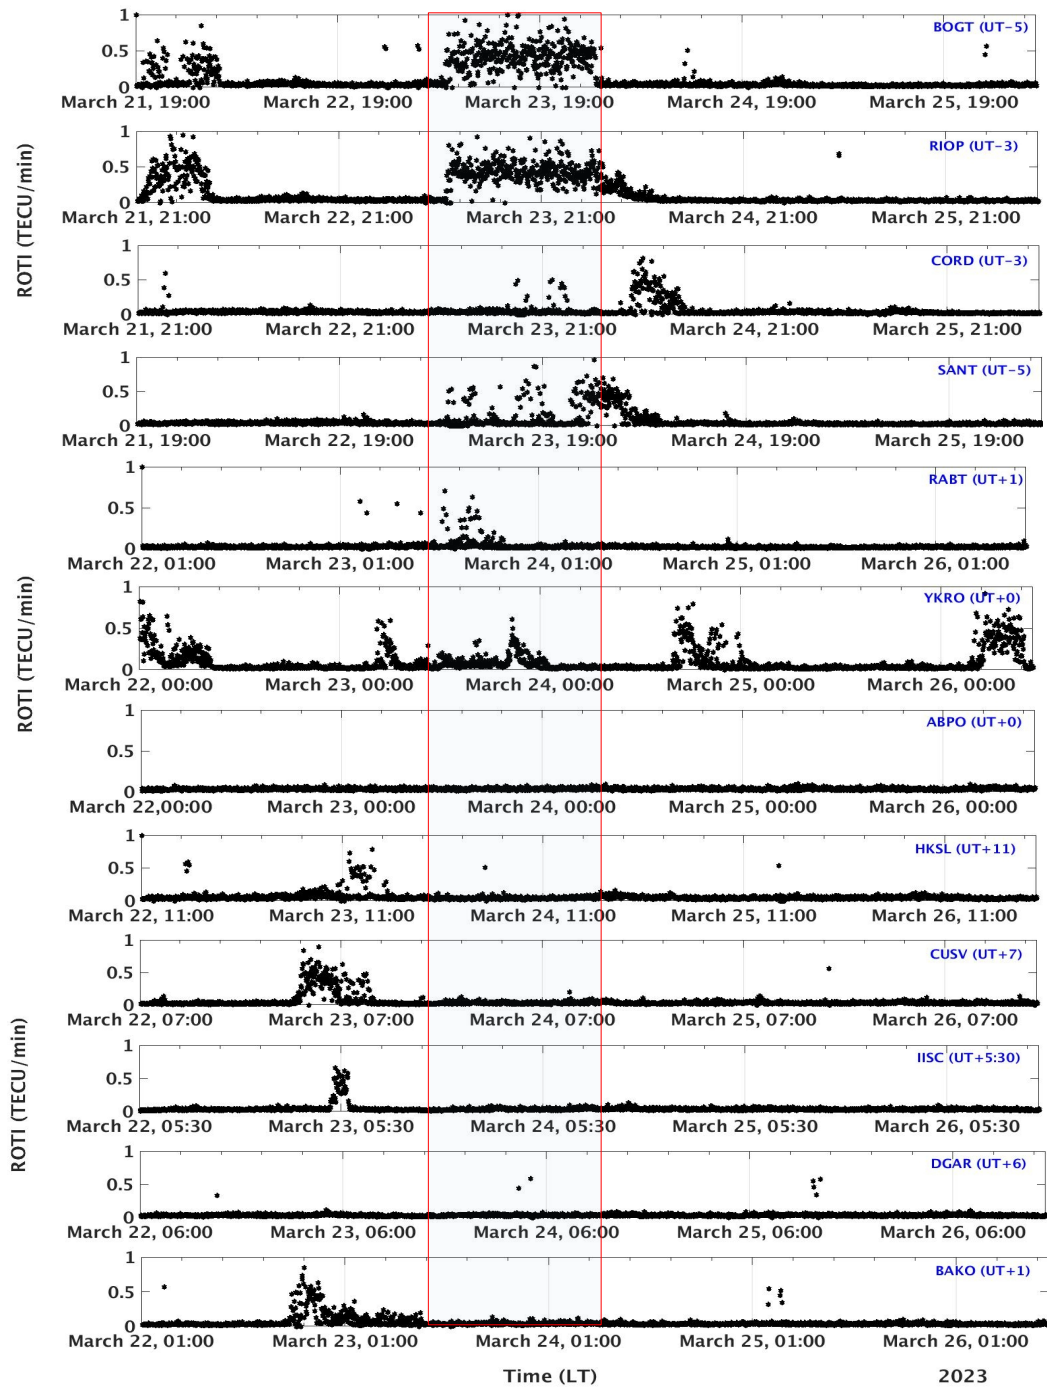 BOGT (UT-5)
1
0.5
0
March 21, 19:00 March 22, 19:00 March 23, 19:00 March 24, 19:00 March 25, 19:00
RIOP (UT-3)
1
0.5
0
March 21, 21:00 March 22, 21:00 March 23, 21:00 March 24, 21:00 March 25, 21:00
ROTI (TECU/min)
CORD (UT-3)
1
0.5
0
March 21, 21:00 March 22, 21:00 March 23, 21:00 March 24, 21:00 March 25, 21:00
SANT (UT-5)
1
0.5
0
March 21, 19:00 March 22, 19:00 March 23, 19:00 March 24, 19:00 March 25, 19:00
RABT (UT+1)
1
0.5
0
March 22, 01:00 March 23, 01:00 March 24, 01:00 March 25, 01:00 March 26, 01:00
YKRO (UT+0)
1
0.5
0
March 22, 00:00 March 23, 00:00 March 24, 00:00 March 25, 00:00 March 26, 00:00
ROTI (TECU/min)
ABPO (UT+0)
1
0.5
0
March 22,00:00 March 23, 00:00 March 24, 00:00 March 25, 00:00 March 26, 00:00
HKSL (UT+11)
1
0.5
0
March 22, 11:00 March 23, 11:00 March 24, 11:00 March 25, 11:00 March 26, 11:00
CUSV (UT+7)
1
0.5
0
March 22, 07:00 March 23, 07:00 March 24, 07:00 March 25, 07:00 March 26, 07:00
IISC (UT+5:30)
1
0.5
0
March 22, 05:30 March 23, 05:30 March 24, 05:30 March 25, 05:30 March 26, 05:30
ROTI (TECU/min)
DGAR (UT+6)
1
0.5
0
March 22, 06:00 March 23, 06:00 March 24, 06:00 March 25, 06:00 March 26, 06:00
BAKO (UT+1)
1
0.5
0
March 22, 01:00 March 23, 01:00 March 24, 01:00 March 25, 01:00 March 26, 01:00
Time (LT) 2023